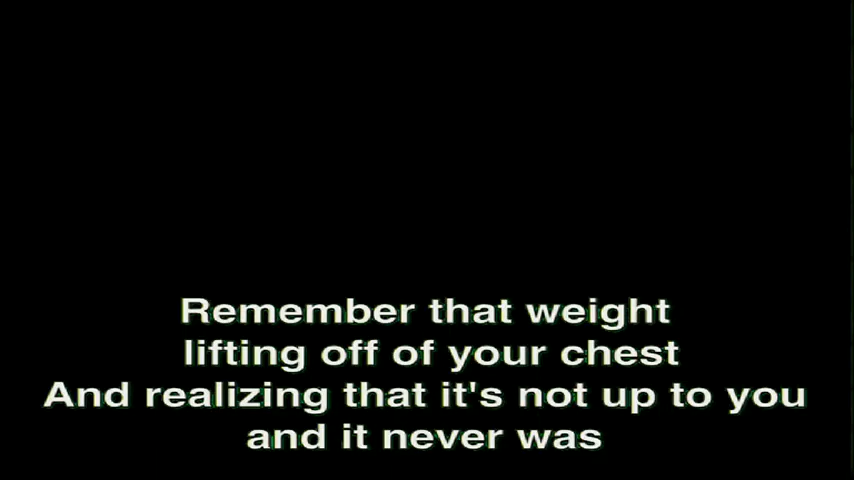 Remember that weight
lifting off of your chest
And realizing that it's not up to you
and it never was